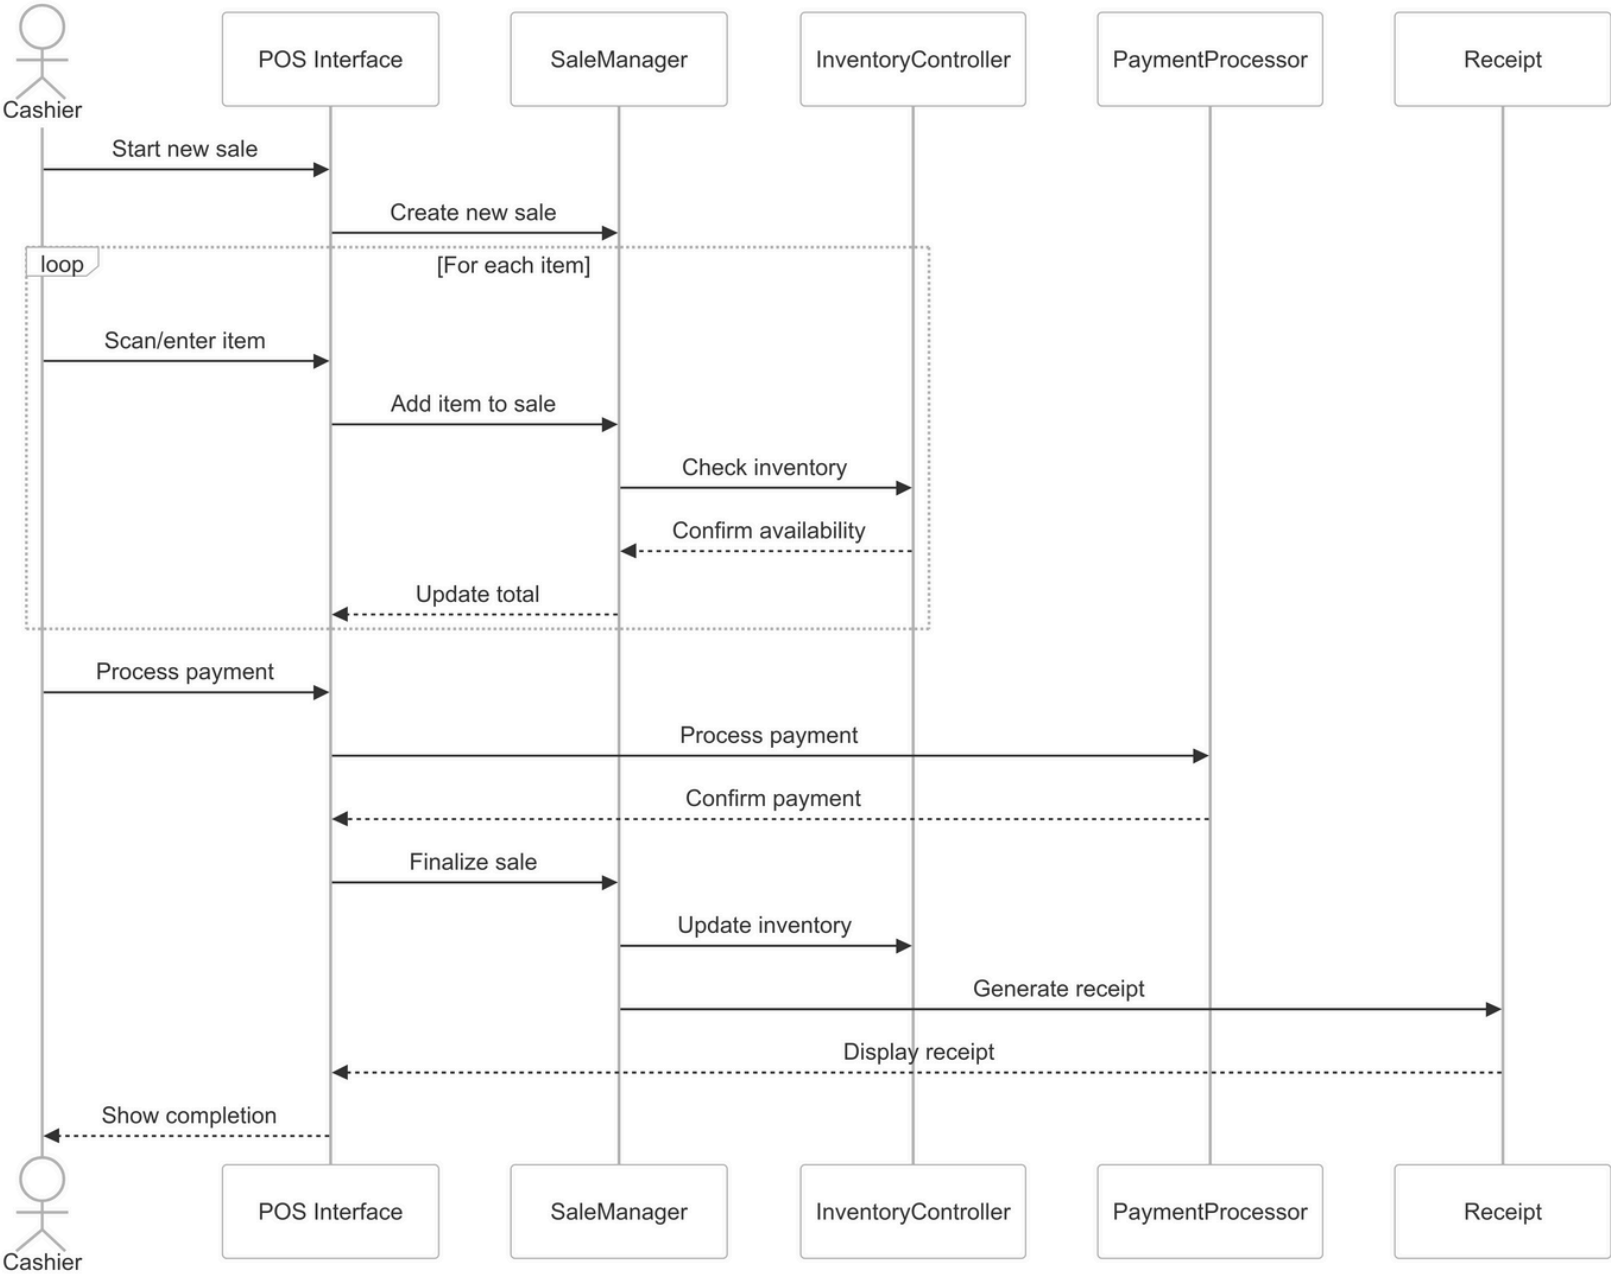 POS Interface
SaleManager
InventoryController
PaymentProcessor
Receipt
Cashier
Start new sale
Create new sale
loop
[For each item]
Scan/enter item
Add item to sale
Check inventory
Confirm availability
Update total
Process payment
Process payment
Confirm payment
Finalize sale
Update inventory
Generate receipt
Display receipt
Show completion
POS Interface
SaleManager
InventoryController
PaymentProcessor
Receipt
Cashier